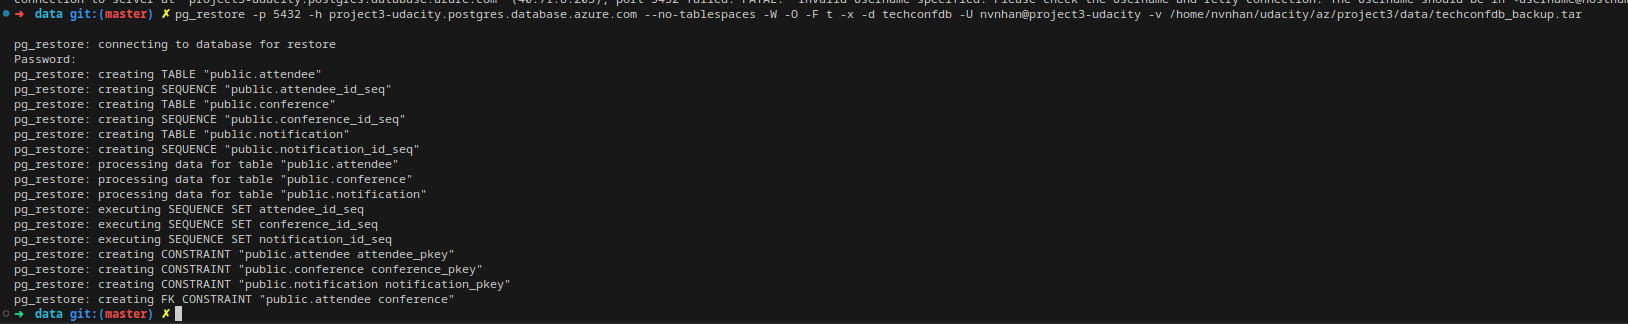 ➜ data git:(master) ✗ pg_restore -p 5432 -h project3-udacity.postgres.database.azure.com --no-tablespaces -W -O -F t -x -d techconfdb -U nvnhan@project3-udacity -v /home/nvnhan/udacity/az/project3/data/techconfdb_backup.tar
pg_restore: connecting to database for restore
Password:
pg_restore: creating TABLE "public.attendee"
pg_restore: creating SEQUENCE "public.attendee_id_seq"
pg_restore: creating TABLE "public.conference"
pg_restore: creating SEQUENCE "public.conference_id_seq"
pg_restore: creating TABLE "public.notification"
pg_restore: creating SEQUENCE "public.notification_id_seq"
pg_restore: processing data for table "public.attendee"
pg_restore: processing data for table "public.conference"
pg_restore: processing data for table "public.notification"
pg_restore: executing SEQUENCE SET attendee_id_seq
pg_restore: executing SEQUENCE SET conference_id_seq
pg_restore: executing SEQUENCE SET notification_id_seq
pg_restore: creating CONSTRAINT "public.attendee attendee_pkey"
pg_restore: creating CONSTRAINT "public.conference conference_pkey"
pg_restore: creating CONSTRAINT "public.notification notification_pkey"
pg_restore: creating FK CONSTRAINT "public.attendee conference"
➜ data git:(master) ✗